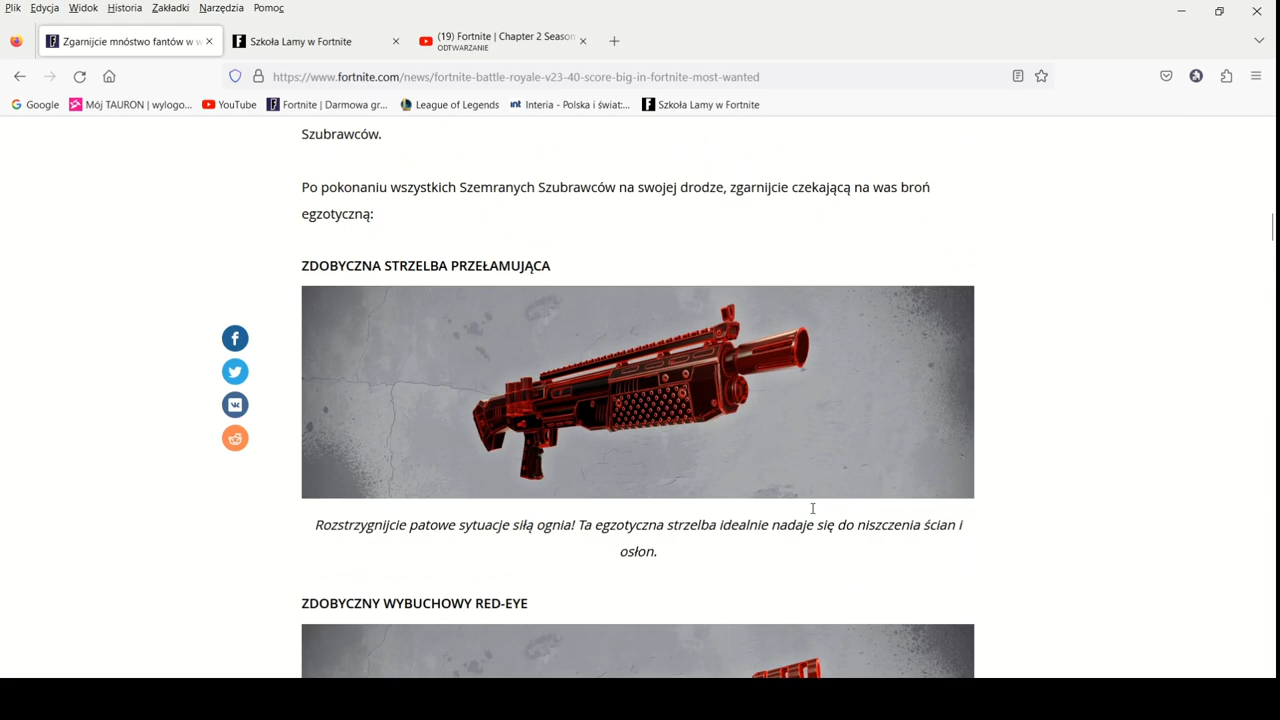 Plik Edycja Widok Historia Zakładki Narzędzia Pomoc
Zgarnijcie mnóstwo fantów w w
Szkoła Lamy w Fortnite
(19) Fortnite | Chapter 2 Season
ODTWARZANIE
https://www.fortnite.com/news/fortnite-battle-royale-v23-40-score-big-in-fortnite-most-wanted
Google Mój TAURON | wylogo... YouTube Fortnite | Darmowa gr... League of Legends int Interia - Polska i świat:... Szkoła Lamy w Fortnite
Szubrawców.
Po pokonaniu wszystkich Szemranych Szubrawców na swojej drodze, zgarnijcie czekającą na was broń
egzotyczną:
ZDOBYCZNA STRZELBA PRZEŁAMUJĄCA
Rozstrzygnijcie patowe sytuacje siłą ognia! Ta egzotyczna strzelba idealnie nadaje się do niszczenia ścian i
osłon.
ZDOBYCZNY WYBUCHOWY RED-EYE